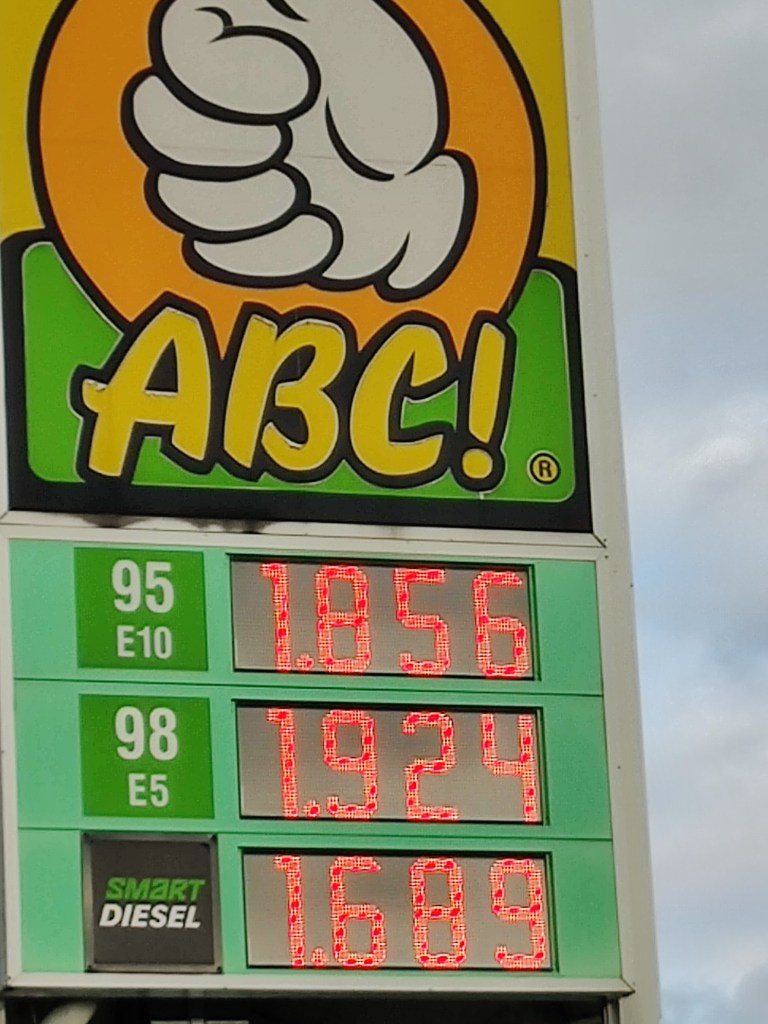 ABC!
®
95 1.856
E10
98 1.924
E5
SMART 1.689
DIESEL